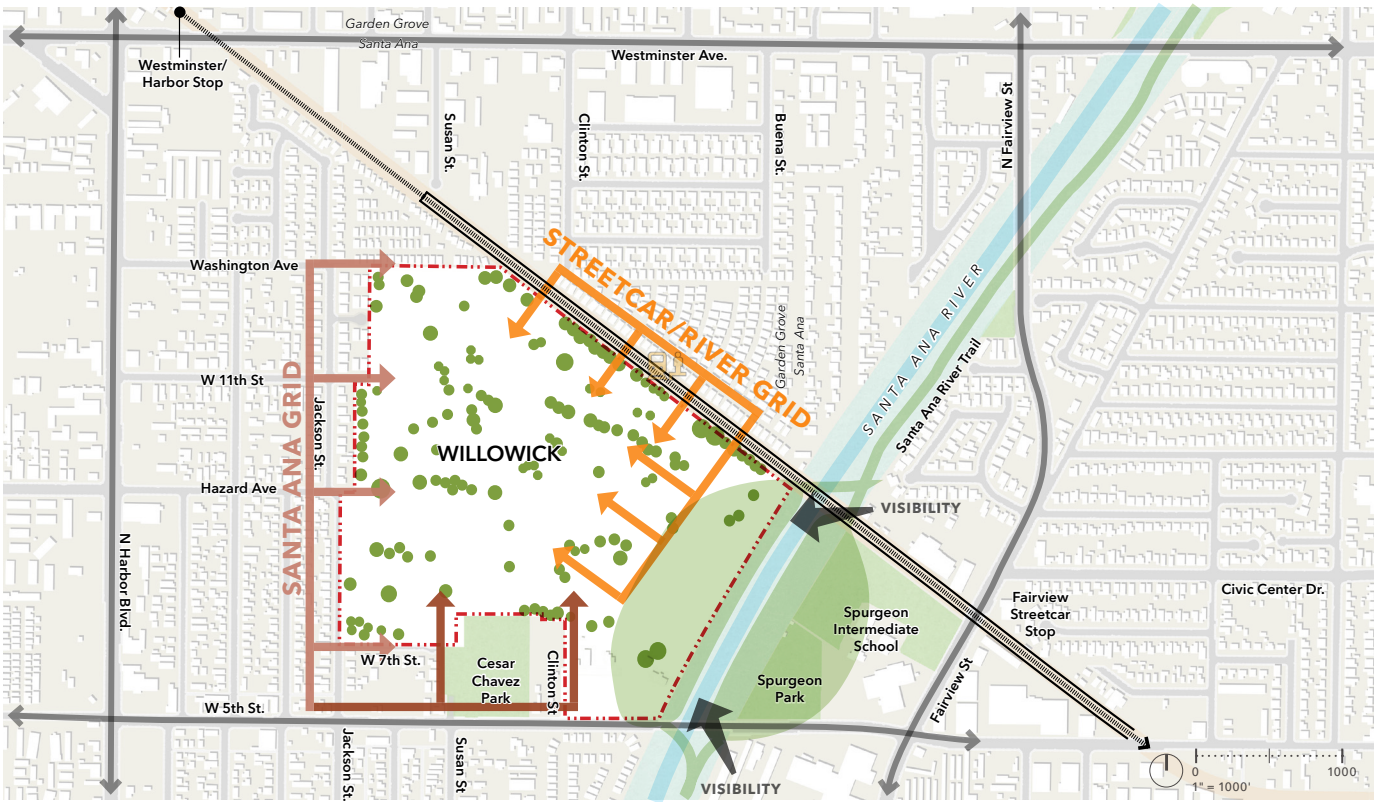 Garden Grove
Santa Ana
Westminster Ave.
Westminster/
Harbor Stop
Susan St.
Clinton St.
Buena St.
N Fairview St
STREETCAR/RIVER GRID
Washington Ave
SANTA ANA RIVER
Santa Ana River Trail
Garden Grove
Santa Ana
W 11th St
Jackson St.
SANTA ANA GRID
WILLOWICK
Hazard Ave
VISIBILITY
N Harbor Blvd.
Civic Center Dr.
Fairview
Streetcar
Stop
Spurgeon
Intermediate
School
W 7th St.
Cesar
Chavez
Park
Clinton St
Spurgeon
Park
Fairview St
W 5th St.
Jackson St.
Susan St
VISIBILITY
0
1000
1" = 1000'